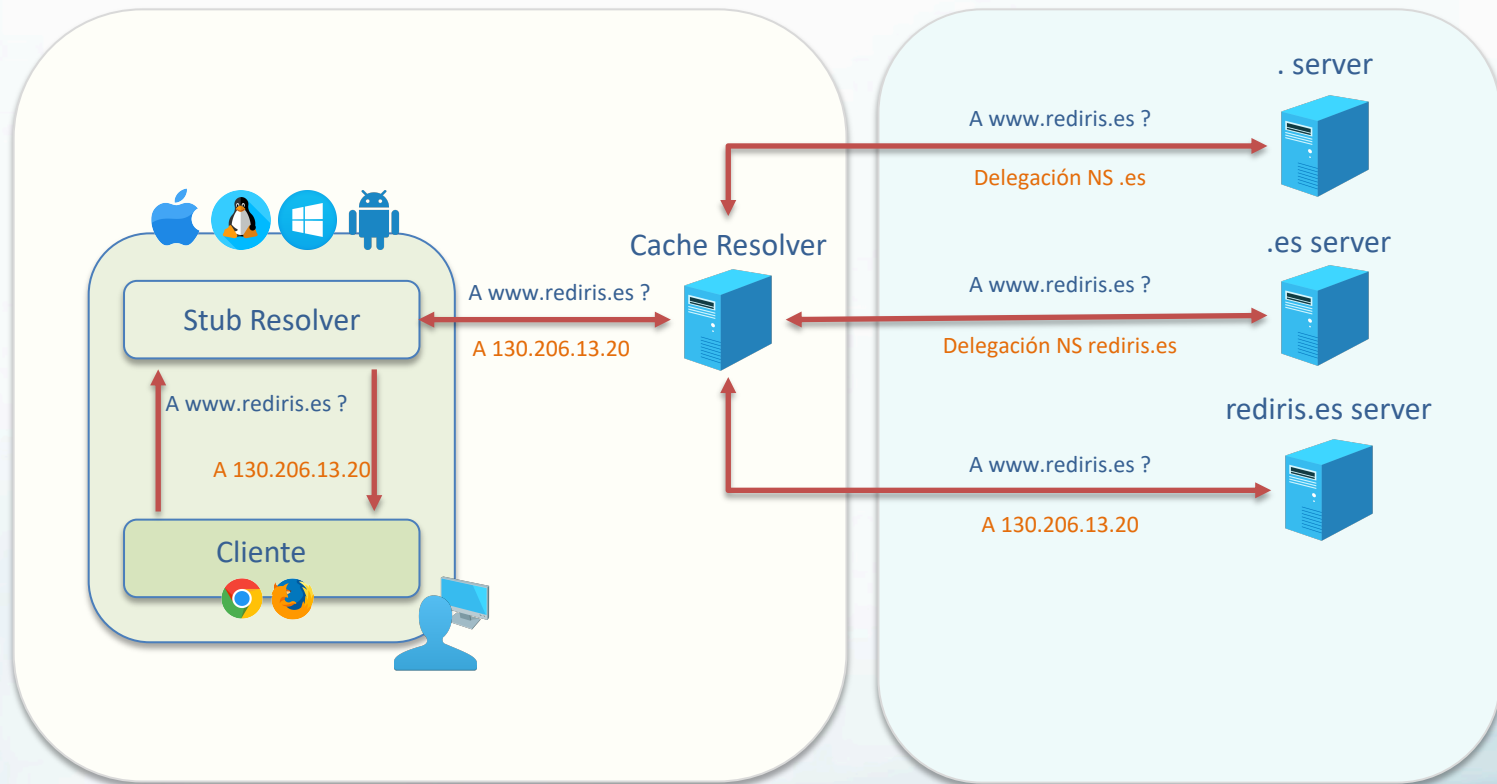 . server
A www.rediris.es ?
Delegación NS .es
Cache Resolver
.es server
A www.rediris.es ?
A www.rediris.es ?
Stub Resolver
A 130.206.13.20
Delegación NS rediris.es
A www.rediris.es ?
rediris.es server
A 130.206.13.20
A www.rediris.es ?
A 130.206.13.20
Cliente